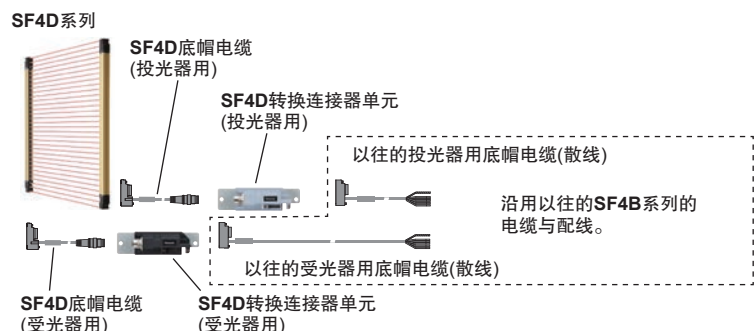 SF4D系列
SF4D底帽电缆
(投光器用)
SF4D转换连接器单元
(投光器用)
以往的投光器用底帽电缆(散线)
沿用以往的SF4B系列的
电缆与配线。
以往的受光器用底帽电缆(散线)
SF4D底帽电缆
(受光器用)
SF4D转换连接器单元
(受光器用)